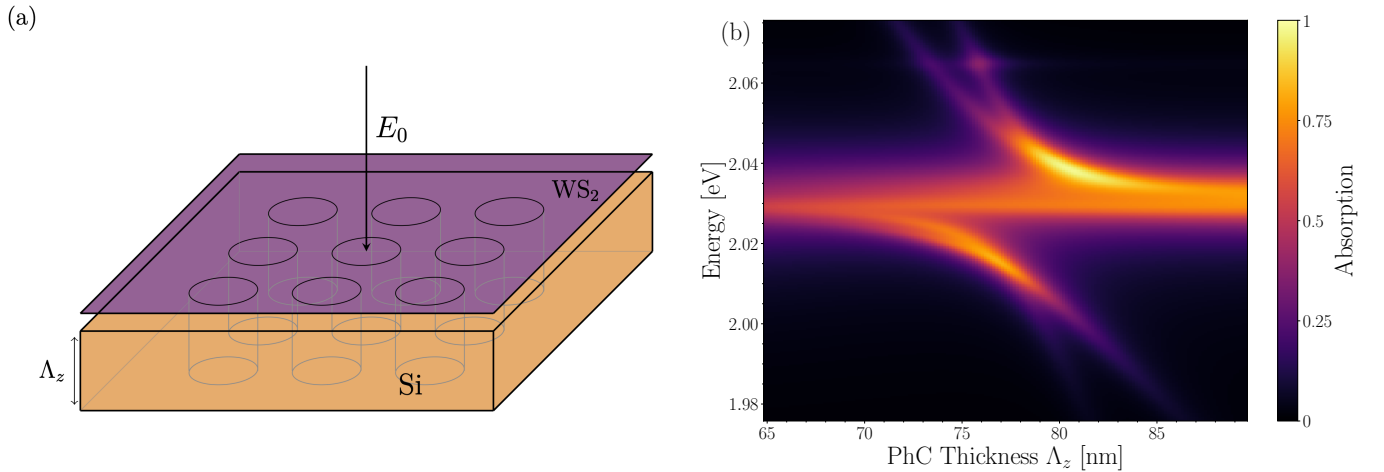 (a)
E₀
WS₂
Λz
Si
(b)
Energy [eV]
2.06
2.04
2.02
2.00
1.98
65
70
75
80
85
PhC Thickness Λz [nm]
1
0.75
0.5
0.25
0
Absorption